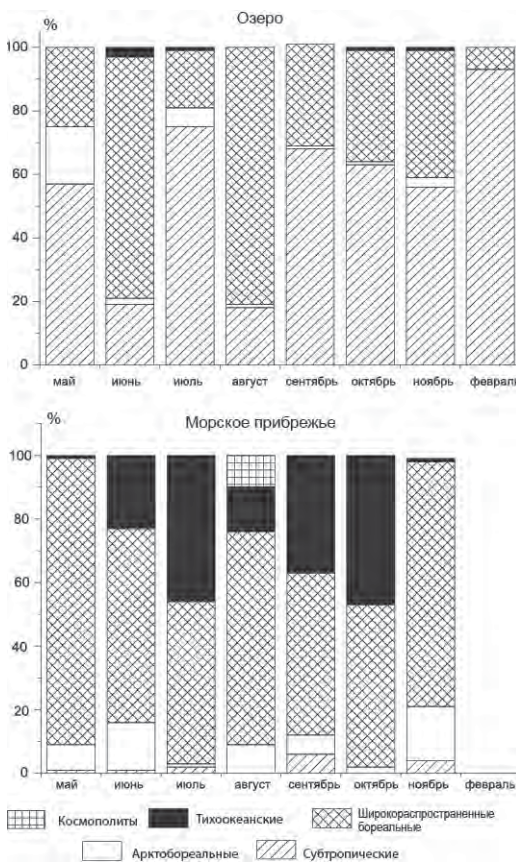 Озеро
%
100
80
60
40
20
0
май июнь июль август сентябрь октябрь ноябрь февраль
Морское прибрежье
%
100
80
60
40
20
0
май июнь июль август сентябрь октябрь ноябрь февраль
Космополиты Тихоокеанские Широкораспространенные бореальные
Арктобореальные Субтропические